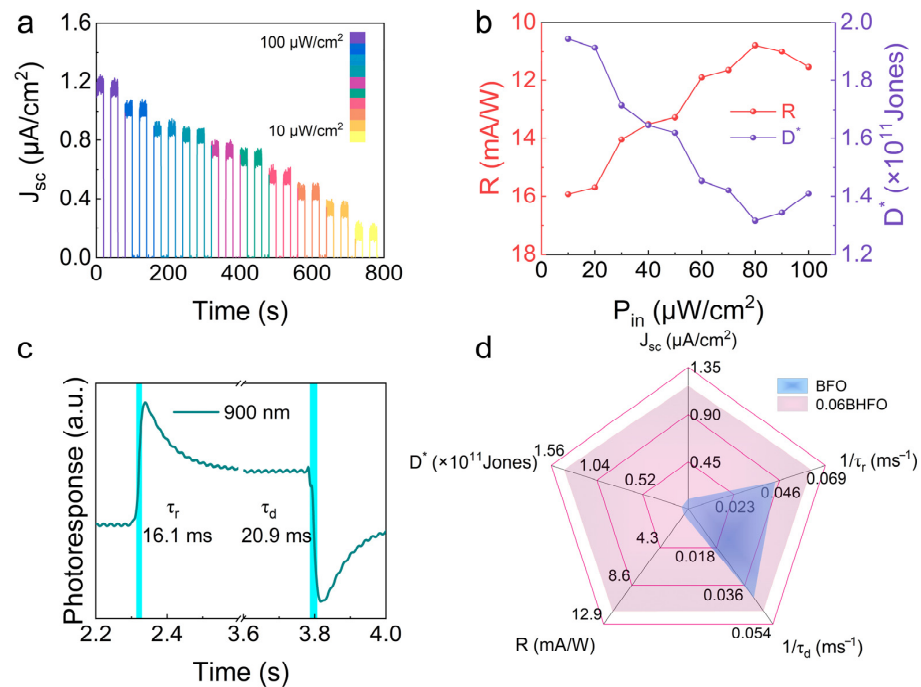 a
1.6
1.2
0.8
0.4
0.0
J_sc (μA/cm²)
100 μW/cm²
10 μW/cm²
0 200 400 600 800
Time (s)
b
10
12
14
16
18
R (mA/W)
R
D*
2.0
1.8
1.6
1.4
1.2
D* (×10¹¹Jones)
0 20 40 60 80 100
P_in (μW/cm²)
c
Photoresponse (a.u.)
900 nm
τ_r
16.1 ms
τ_d
20.9 ms
2.2 2.4 3.6 3.8 4.0
Time (s)
d
J_sc (μA/cm²)
1.35
0.90
0.45
BFO
0.06BHFO
D* (×10¹¹Jones)
1.56
1.04
0.52
1/τ_r (ms⁻¹)
0.069
0.046
0.023
4.3
8.6
12.9
R (mA/W)
0.018
0.036
0.054
1/τ_d (ms⁻¹)